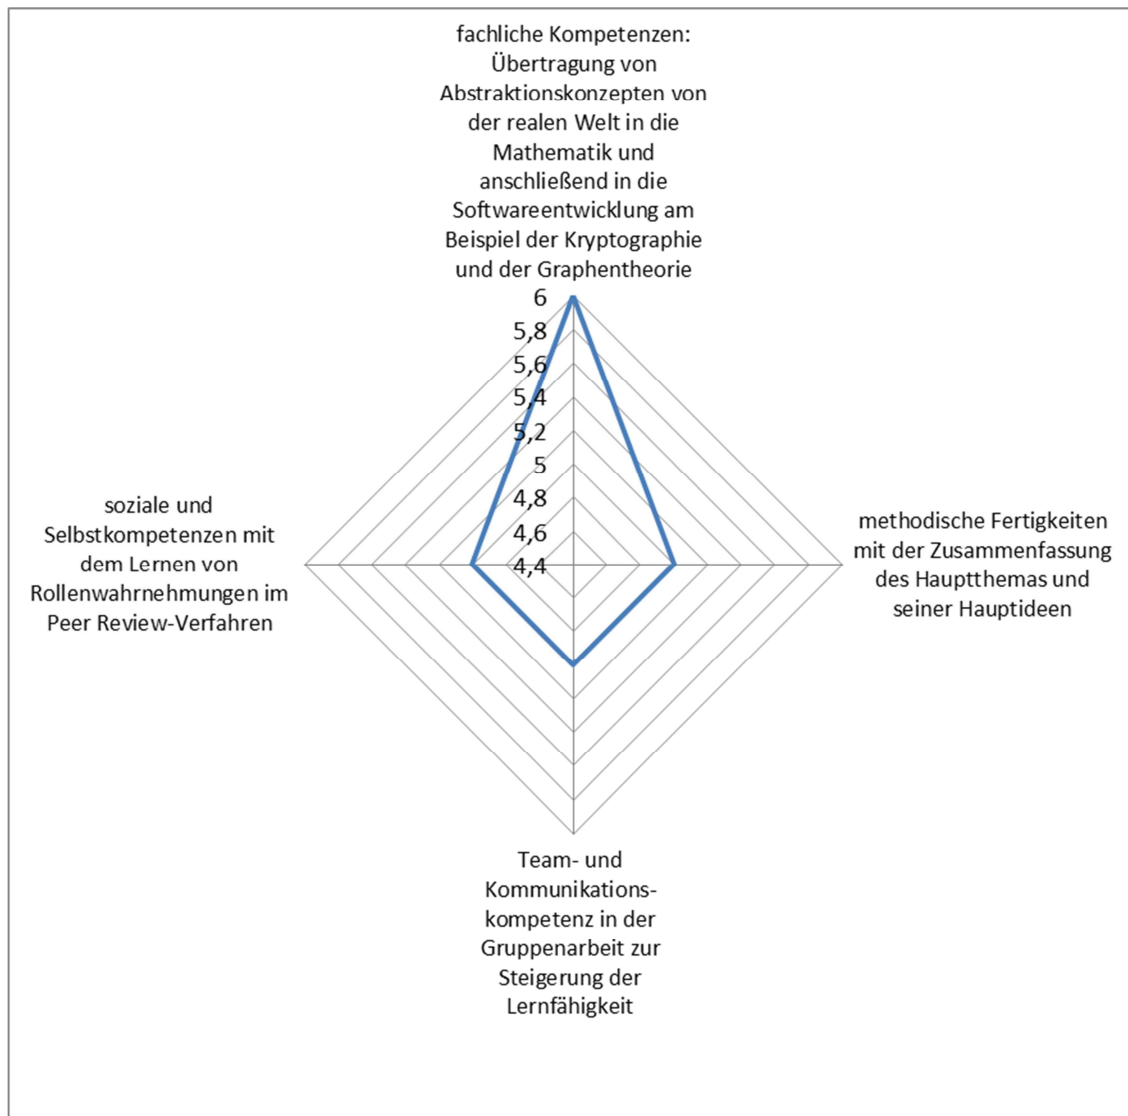 fachliche Kompetenzen:
Übertragung von
Abstraktionskonzepten von
der realen Welt in die
Mathematik und
anschließend in die
Softwareentwicklung am
Beispiel der Kryptographie
und der Graphentheorie
6
5,8
5,6
5,4
5,2
5
4,8
4,6
4,4
methodische Fertigkeiten
mit der Zusammenfassung
des Hauptthemas und
seiner Hauptideen
Team- und
Kommunikations-
kompetenz in der
Gruppenarbeit zur
Steigerung der
Lernfähigkeit
soziale und
Selbstkompetenzen mit
dem Lernen von
Rollenwahrnehmungen im
Peer Review-Verfahren